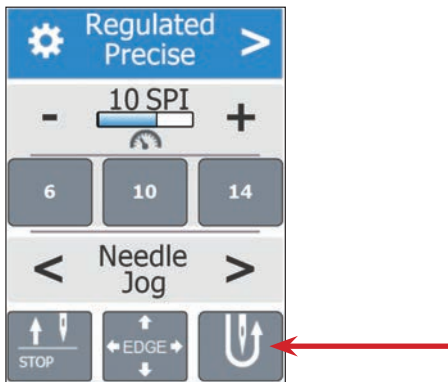 Regulated
Precise
>
- 10 SPI +
6 10 14
< Needle >
Jog
STOP
EDGE